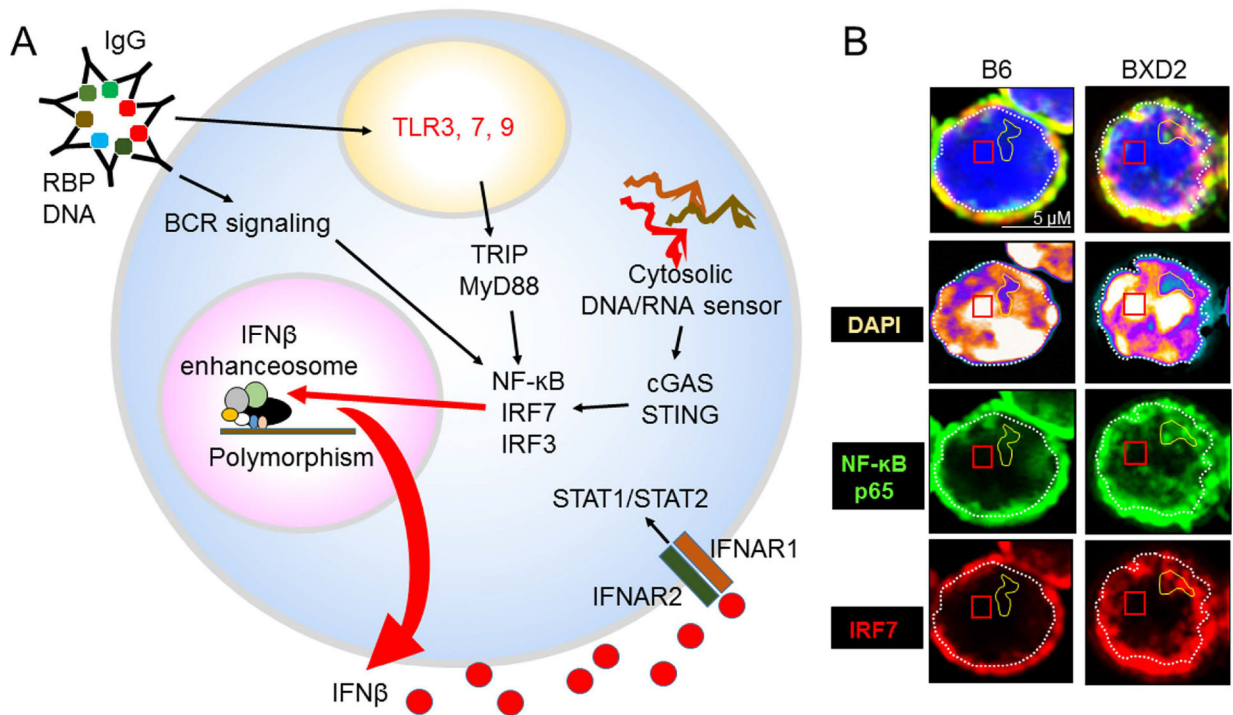 A
IgG
RBP
DNA
BCR signaling
TLR3, 7, 9
TRIP
MyD88
Cytosolic
DNA/RNA sensor
cGAS
STING
NF-κB
IRF7
IRF3
IFNβ
enhanceosome
Polymorphism
STAT1/STAT2
IFNAR1
IFNAR2
IFNβ
B
B6
BXD2
5 µM
DAPI
NF-κB
p65
IRF7